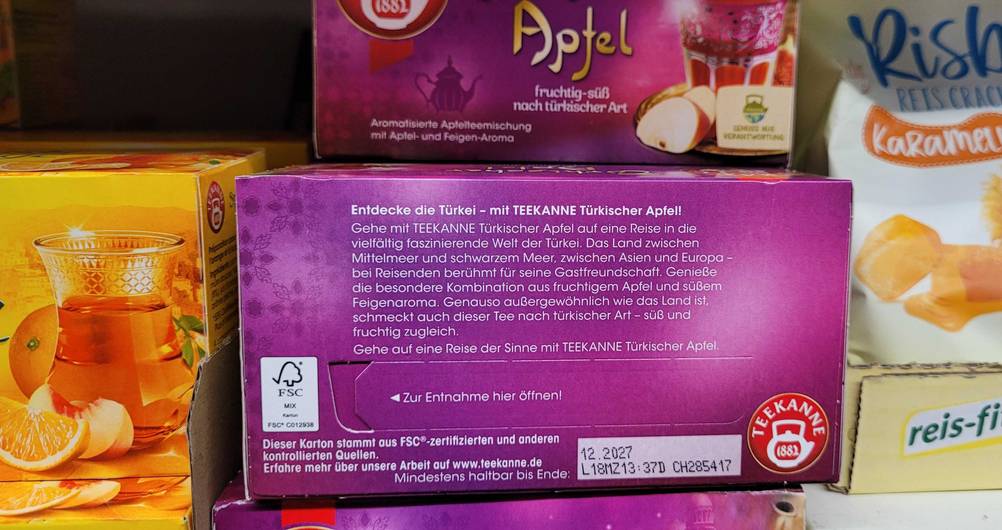 1882
Apfel
fruchtig-süß
nach türkischer Art
Aromatisierte Apfelteemischung
mit Apfel- und Feigen-Aroma
GENUSS MIT
VERANTWORTUNG
REIS
KARAMEL
reis-fi
Entdecke die Türkei – mit TEEKANNE Türkischer Apfel!
Gehe mit TEEKANNE Türkischer Apfel auf eine Reise in die
vielfältig faszinierende Welt der Türkei. Das Land zwischen
Mittelmeer und schwarzem Meer, zwischen Asien und Europa –
bei Reisenden berühmt für seine Gastfreundschaft. Genieße
die besondere Kombination aus fruchtigem Apfel und süßem
Feigenaroma. Genauso außergewöhnlich wie das Land ist,
schmeckt auch dieser Tee nach türkischer Art – süß und
fruchtig zugleich.
Gehe auf eine Reise der Sinne mit TEEKANNE Türkischer Apfel.
FSC
MIX
Karton
FSC® C012938
◄ Zur Entnahme hier öffnen!
TEEKANNE
1882
Dieser Karton stammt aus FSC®-zertifizierten und anderen
kontrollierten Quellen.
Erfahre mehr über unsere Arbeit auf www.teekanne.de
Mindestens haltbar bis Ende:
12.2027
L18MZ13:37D CH285417